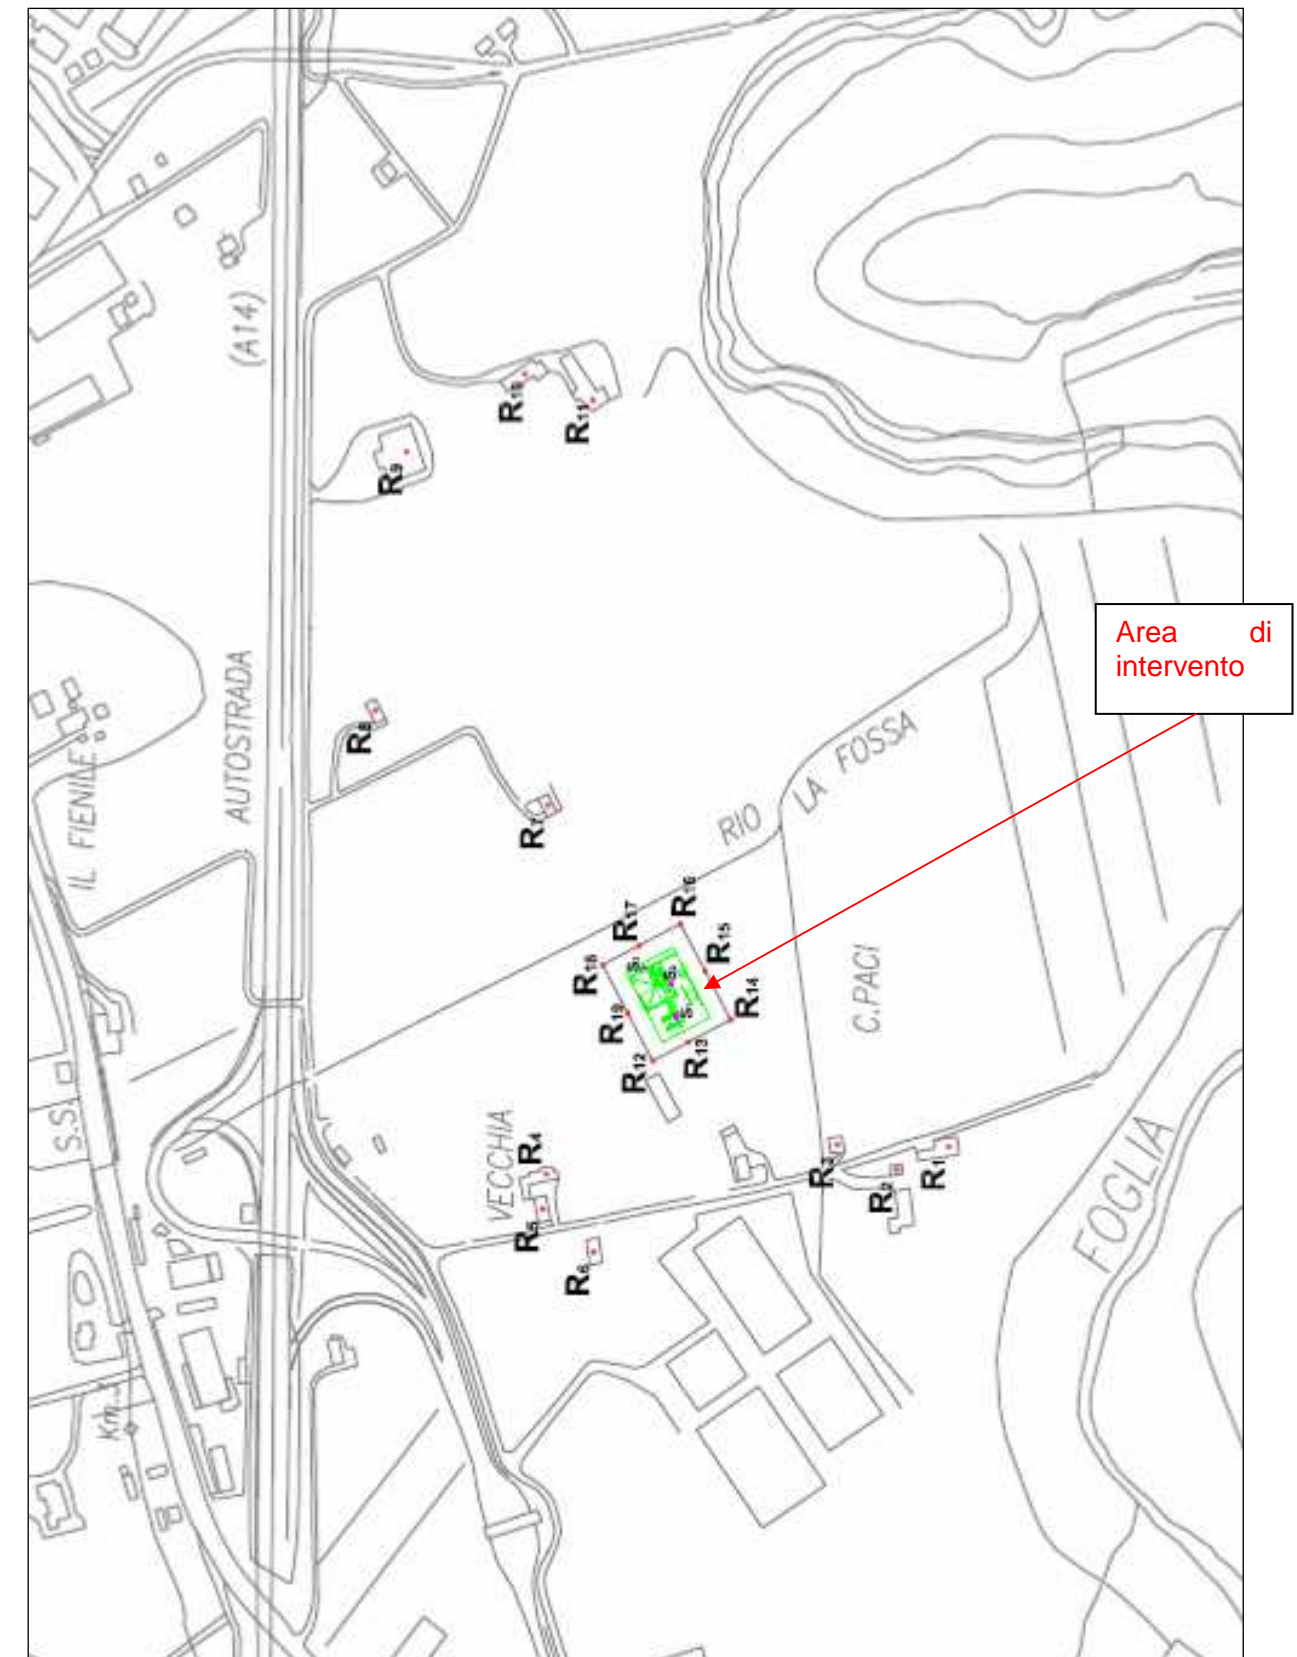 (A14)
R10
R11
R9
Area di
intervento
AUTOSTRADA
R8
IL FIENILE
R7
RIO
LA FOSSA
R17
R16
R18
R15
R19
R14
R12
R13
C.PACI
S.S.
VECCHIA
R4
R3
R1
R2
R5
R6
FOGLIA
Km.